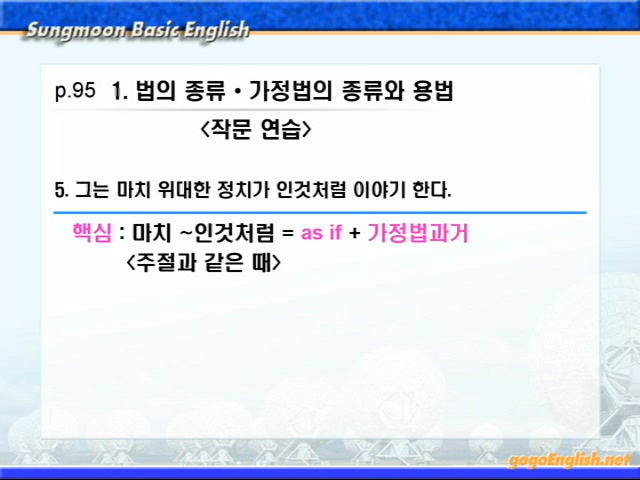 Sungmoon Basic English
p.95 1. 법의 종류 • 가정법의 종류와 용법
<작문 연습>
5. 그는 마치 위대한 정치가 인것처럼 이야기 한다.
핵심 : 마치 ~인것처럼 = as if + 가정법과거
<주절과 같은 때>
gogoEnglish.net